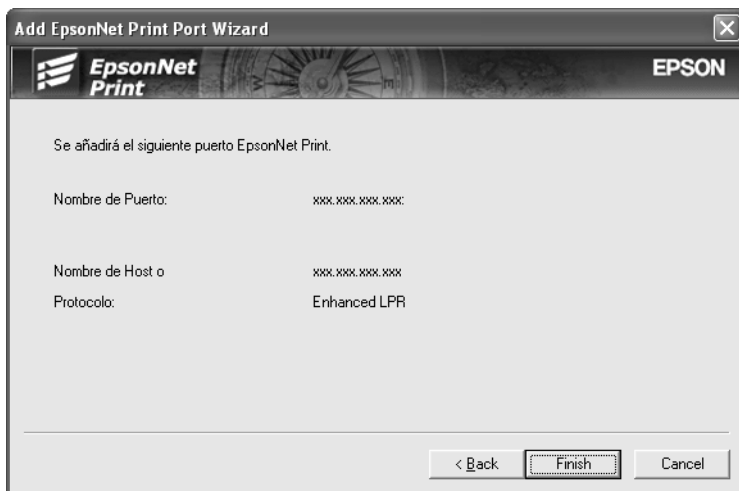 Add EpsonNet Print Port Wizard
EpsonNet
Print
EPSON
Se añadirá el siguiente puerto EpsonNet Print.
Nombre de Puerto: xxx.xxx.xxx.xxx:
Nombre de Host o xxx.xxx.xxx.xxx
Protocolo: Enhanced LPR
< Back Finish Cancel